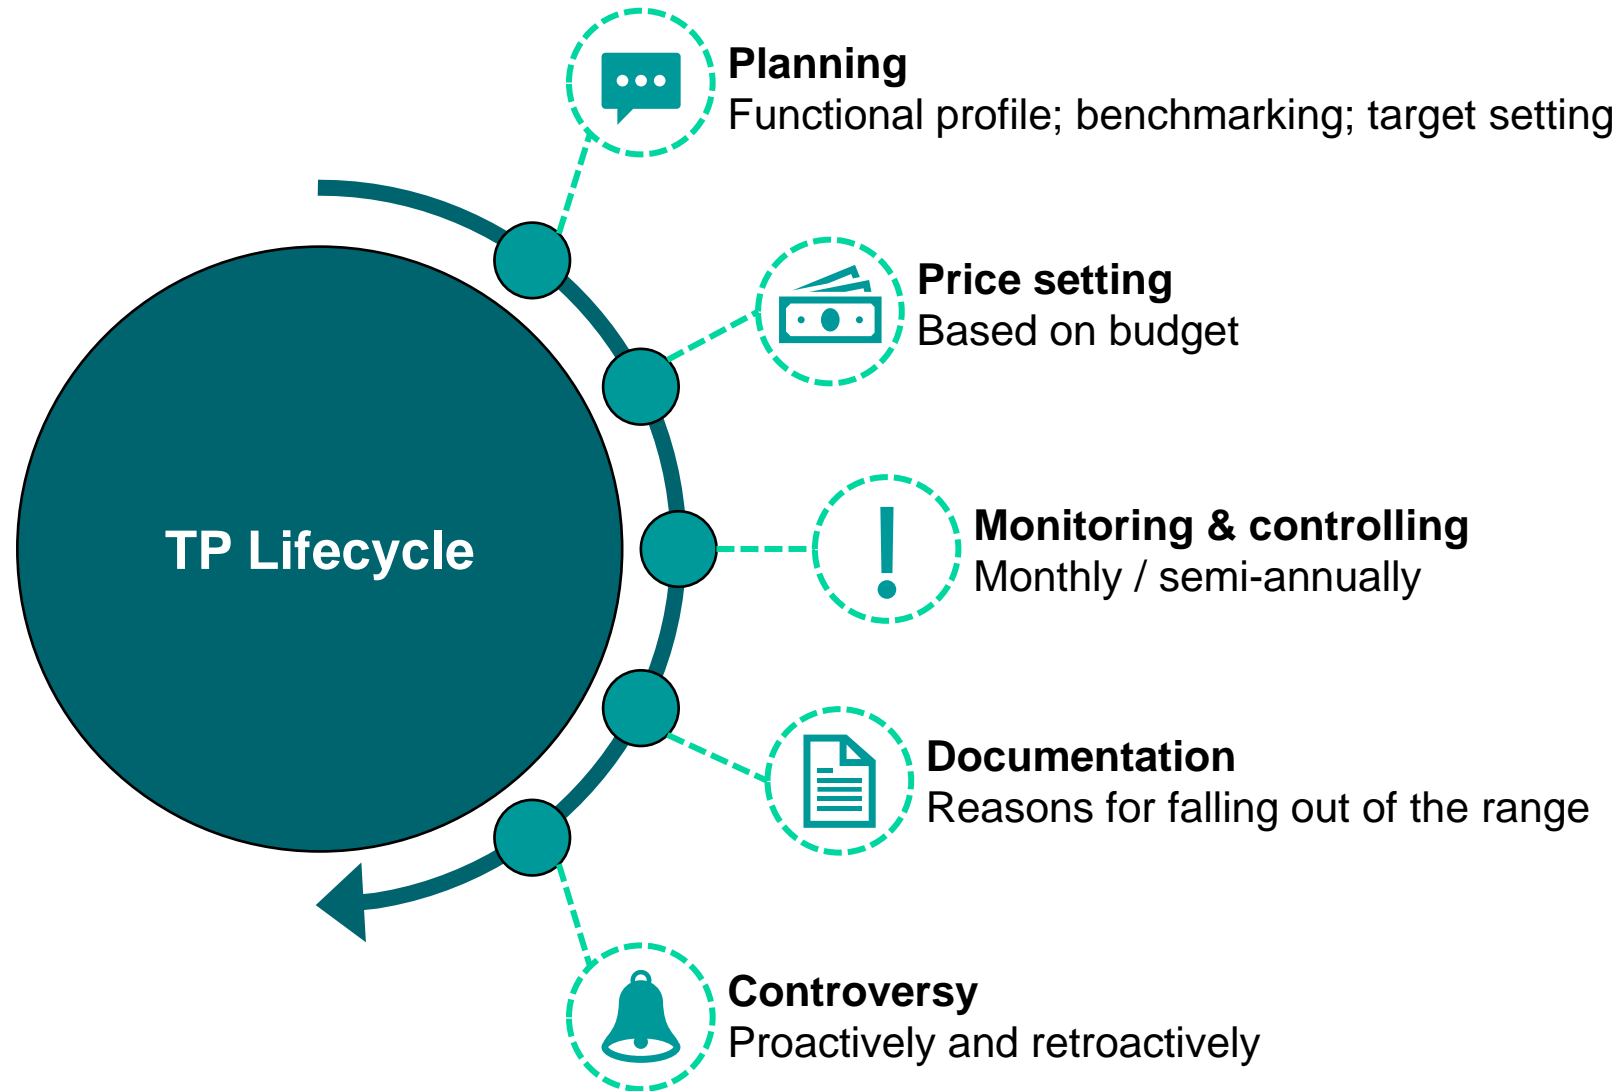 Planning
Functional profile; benchmarking; target setting
Price setting
Based on budget
TP Lifecycle
Monitoring & controlling
Monthly / semi-annually
Documentation
Reasons for falling out of the range
Controversy
Proactively and retroactively